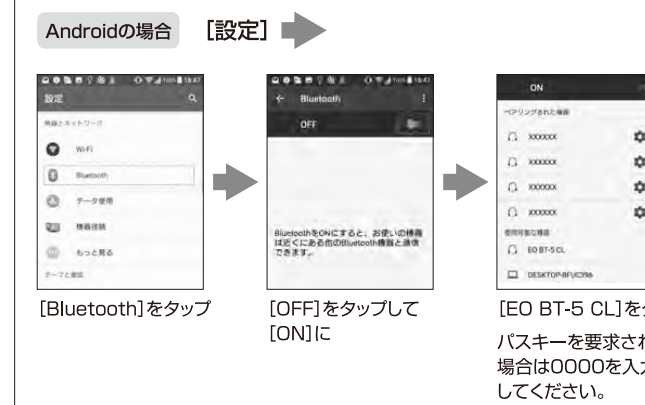 Androidの場合 [設定]
18:47
設定
無線とネットワーク
Wi-Fi
Bluetooth
データ使用
機器接続
もっと見る
18:47
Bluetooth
OFF
BluetoothをONにすると、お使いの機器
は近くにある他のBluetooth機器と通信
できます。
ON
ペアリングされた機器
XXXXXX
XXXXXX
XXXXXX
XXXXXX
使用可能な機器
EO BT-5 CL
DESKTOP-8FUC396
[Bluetooth]をタップ
[OFF]をタップして
[ON]に
[EO BT-5 CL]を
パスキーを要求され
場合は0000を入
してください。